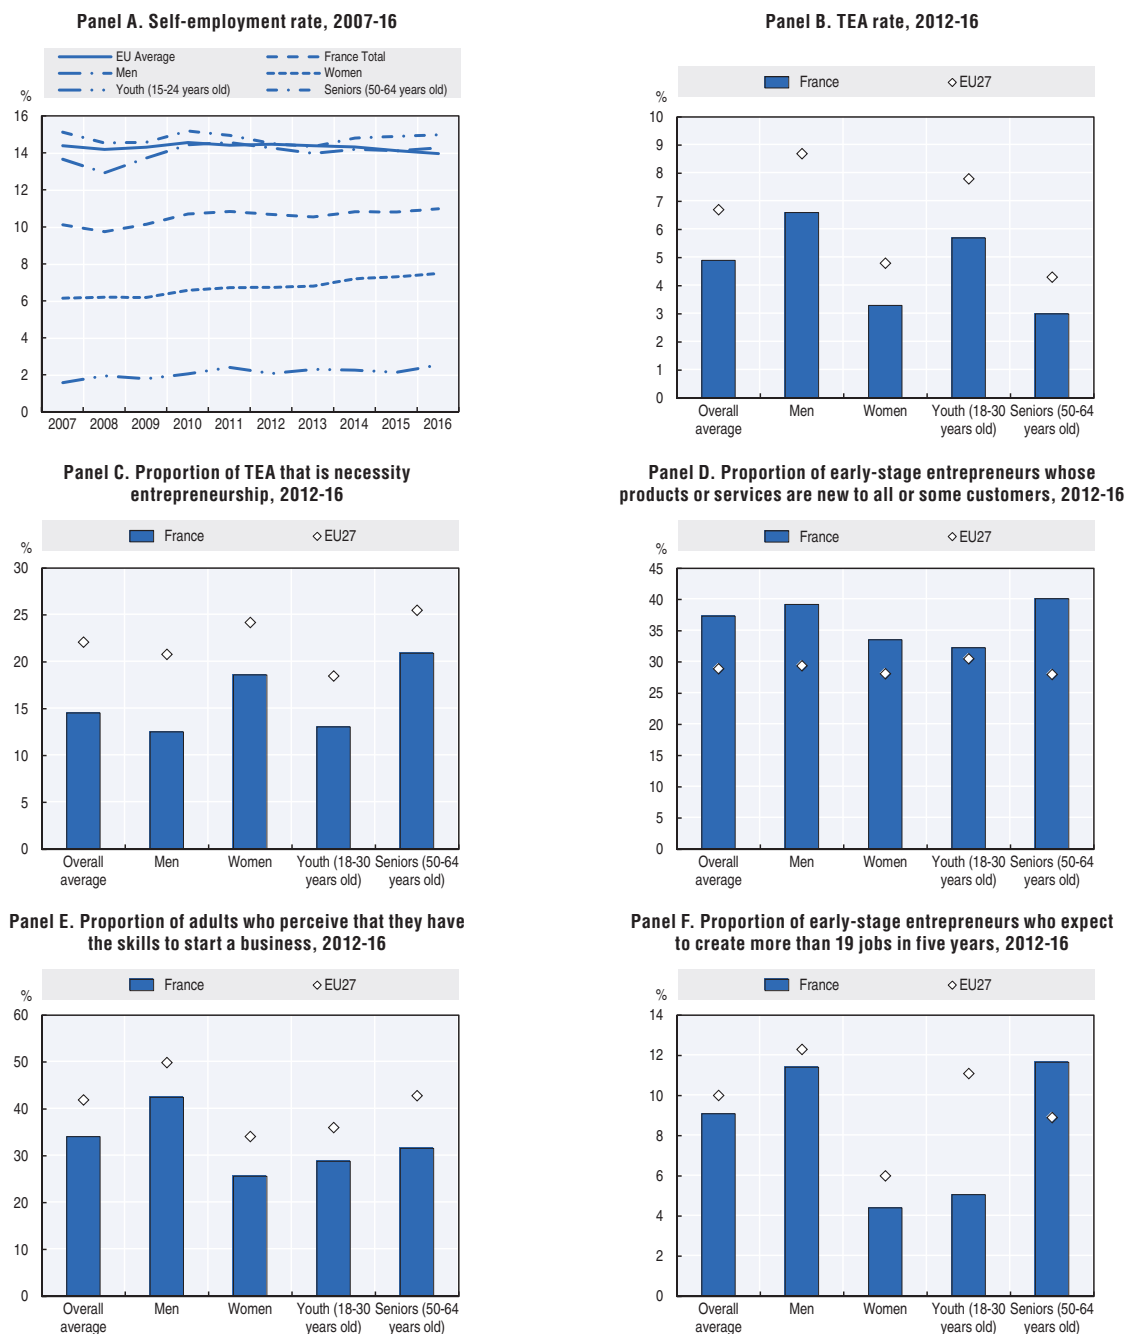 Panel A. Self-employment rate, 2007-16
EU Average
France Total
Men
Women
Youth (15-24 years old)
Seniors (50-64 years old)
%
16
14
12
10
8
6
4
2
0
2007 2008 2009 2010 2011 2012 2013 2014 2015 2016
Panel B. TEA rate, 2012-16
France
EU27
%
10
9
8
7
6
5
4
3
2
1
0
Overall average
Men
Women
Youth (18-30 years old)
Seniors (50-64 years old)
Panel C. Proportion of TEA that is necessity
entrepreneurship, 2012-16
France
EU27
%
30
25
20
15
10
5
0
Overall average
Men
Women
Youth (18-30 years old)
Seniors (50-64 years old)
Panel D. Proportion of early-stage entrepreneurs whose
products or services are new to all or some customers, 2012-16
France
EU27
%
45
40
35
30
25
20
15
10
5
0
Overall average
Men
Women
Youth (18-30 years old)
Seniors (50-64 years old)
Panel E. Proportion of adults who perceive that they have
the skills to start a business, 2012-16
France
EU27
%
60
50
40
30
20
10
0
Overall average
Men
Women
Youth (18-30 years old)
Seniors (50-64 years old)
Panel F. Proportion of early-stage entrepreneurs who expect
to create more than 19 jobs in five years, 2012-16
France
EU27
%
14
12
10
8
6
4
2
0
Overall average
Men
Women
Youth (18-30 years old)
Seniors (50-64 years old)